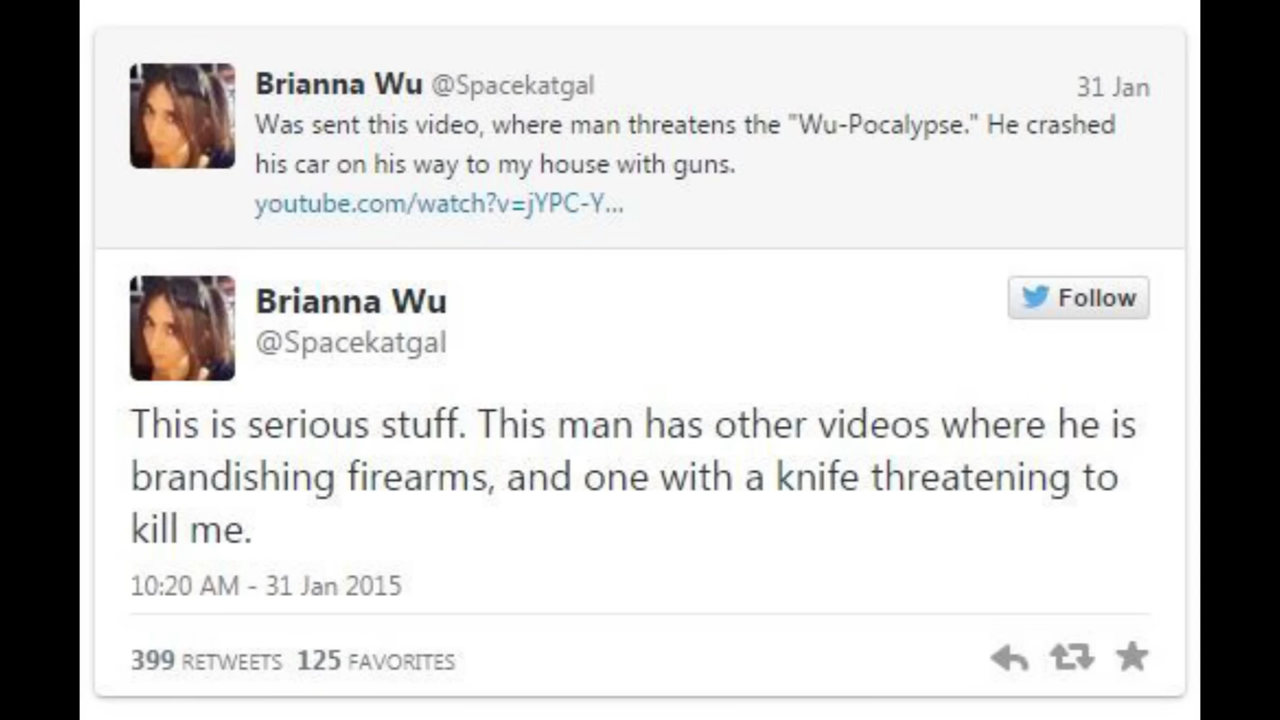 Brianna Wu @Spacekatgal 31 Jan
Was sent this video, where man threatens the "Wu-Pocalypse." He crashed
his car on his way to my house with guns.
youtube.com/watch?v=jYPC-Y...
Brianna Wu
@Spacekatgal
Follow
This is serious stuff. This man has other videos where he is
brandishing firearms, and one with a knife threatening to
kill me.
10:20 AM - 31 Jan 2015
399 RETWEETS 125 FAVORITES